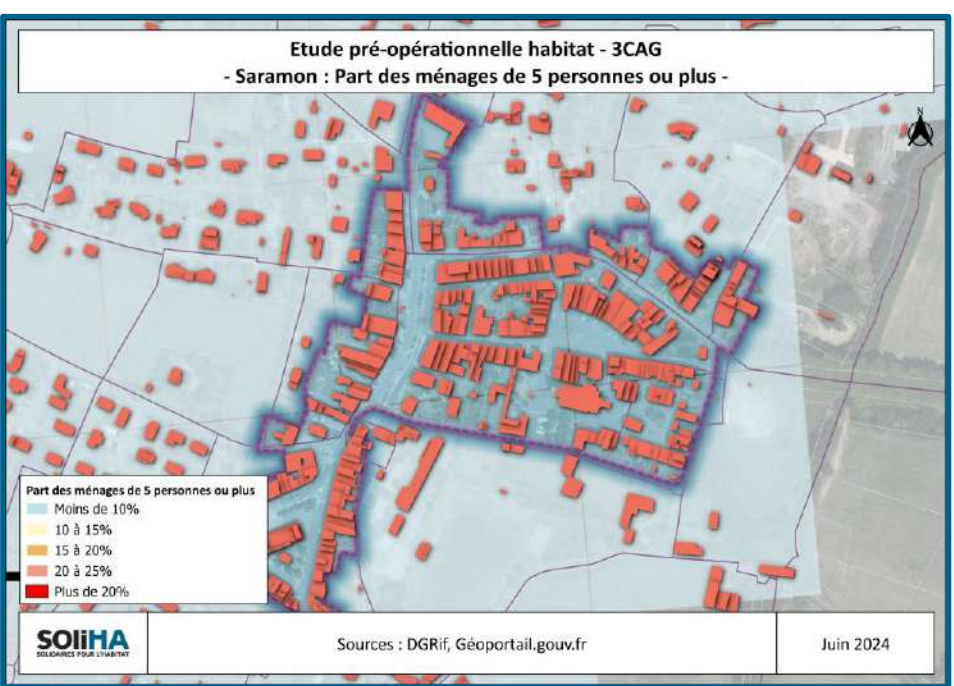 Etude pré-opérationnelle habitat - 3CAG
- Saramon : Part des ménages de 5 personnes ou plus -
N
Part des ménages de 5 personnes ou plus
Moins de 10%
10 à 15%
15 à 20%
20 à 25%
Plus de 20%
SOliHA
SOLIDAIRES POUR L'HABITAT
Sources : DGRif, Géoportail.gouv.fr
Juin 2024